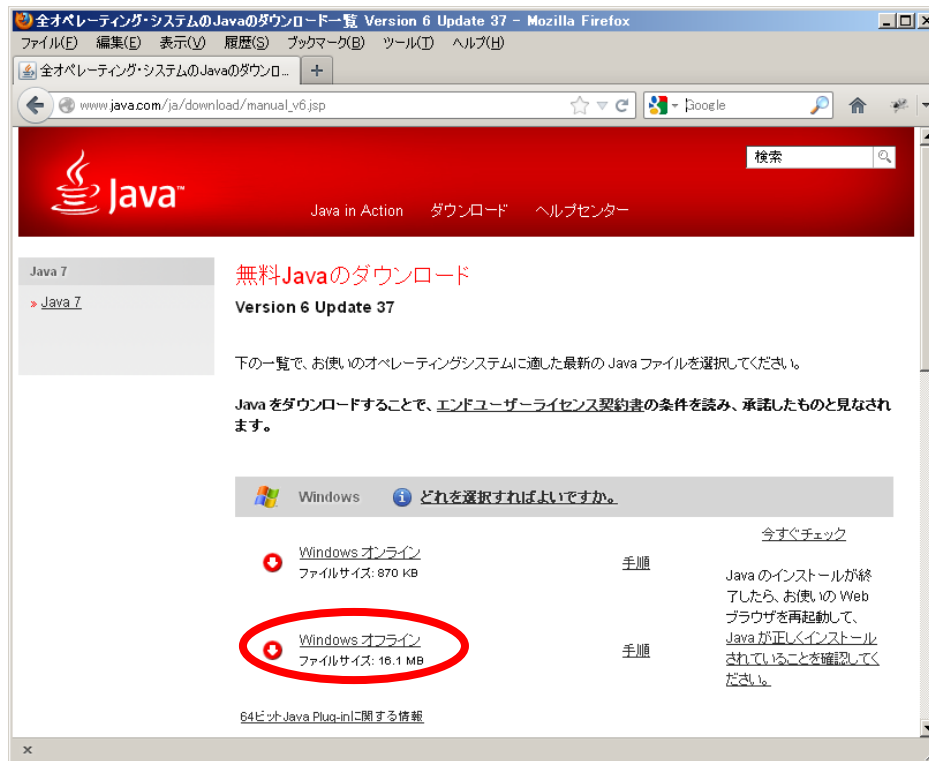 全オペレーティング・システムのJavaのダウンロード一覧 Version 6 Update 37 - Mozilla Firefox
ファイル(F) 編集(E) 表示(V) 履歴(S) ブックマーク(B) ツール(T) ヘルプ(H)
全オペレーティング・システムのJavaのダウンロ...
www.java.com/ja/download/manual_v6.jsp
Google
検索
Java™
Java in Action ダウンロード ヘルプセンター
Java 7
» Java 7
無料Javaのダウンロード
Version 6 Update 37
下の一覧で、お使いのオペレーティングシステムに適した最新の Java ファイルを選択してください。
Java をダウンロードすることで、エンドユーザーライセンス契約書の条件を読み、承諾したものと見なされ
ます。
Windows どれを選択すればよいですか。
Windows オンライン
ファイルサイズ: 870 KB
手順
Windows オフライン
ファイルサイズ: 16.1 MB
手順
今すぐチェック
Java のインストールが終
了したら、お使いの Web
ブラウザを再起動して、
Java が正しくインストール
されていることを確認してく
ださい。
64ビットJava Plug-inに関する情報